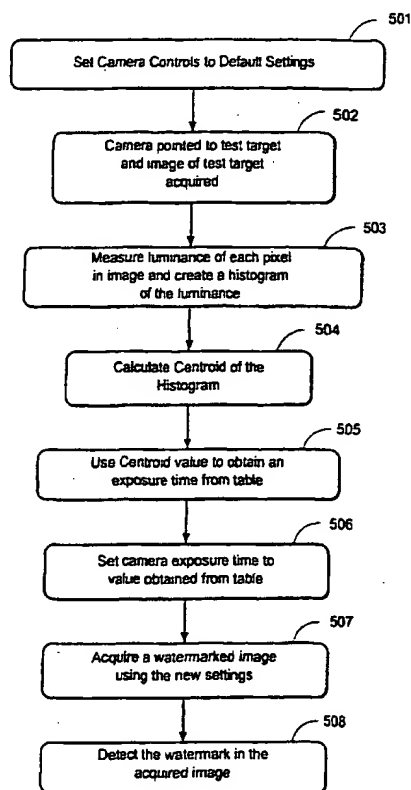 501
Set Camera Controls to Default Settings
502
Camera pointed to test target
and image of test target
acquired
503
Measure luminance of each pixel
in image and create a histogram
of the luminance
504
Calculate Centroid of the
Histogram
505
Use Centroid value to obtain an
exposure time from table
506
Set camera exposure time to
value obtained from table
507
Acquire a watermarked image
using the new settings
508
Detect the watermark in the
acquired image